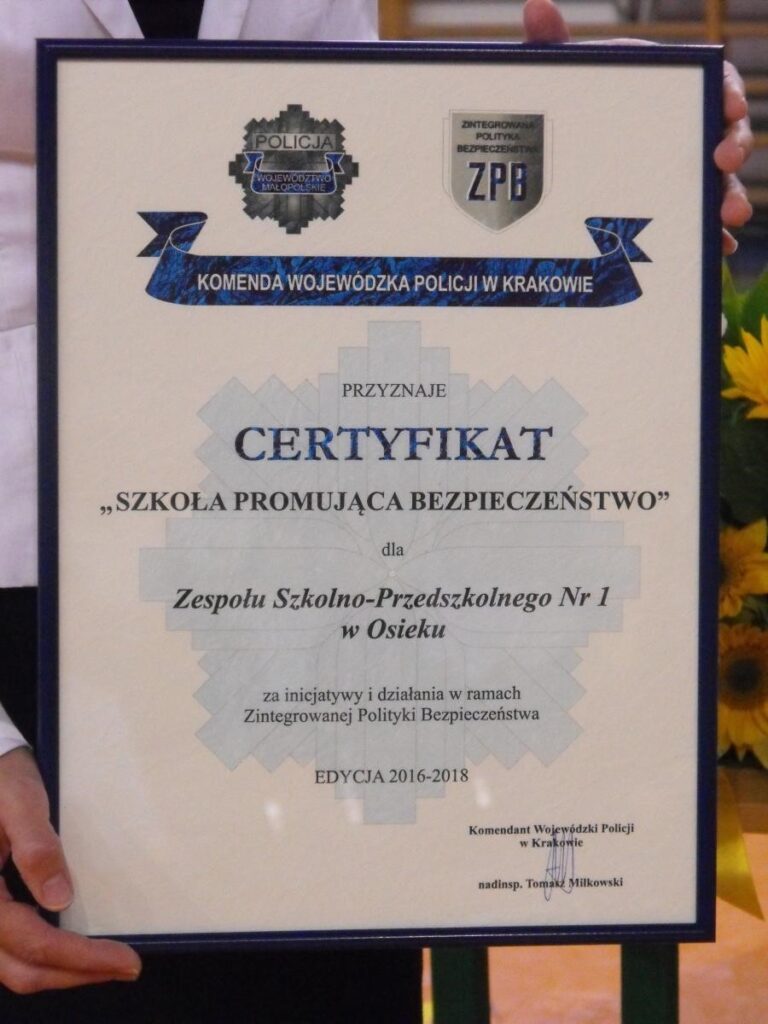 POLICJA
WOJEWÓDZTWO
MAŁOPOLSKIE
ZINTEGROWANA
POLITYKA
BEZPIECZEŃSTWA
ZPB
KOMENDA WOJEWÓDZKA POLICJI W KRAKOWIE
PRZYZNAJE
CERTYFIKAT
„SZKOŁA PROMUJĄCA BEZPIECZEŃSTWO”
dla
Zespołu Szkolno-Przedszkolnego Nr 1
w Osieku
za inicjatywy i działania w ramach
Zintegrowanej Polityki Bezpieczeństwa
EDYCJA 2016-2018
Komendant Wojewódzki Policji
w Krakowie
nadinsp. Tomasz Miłkowski